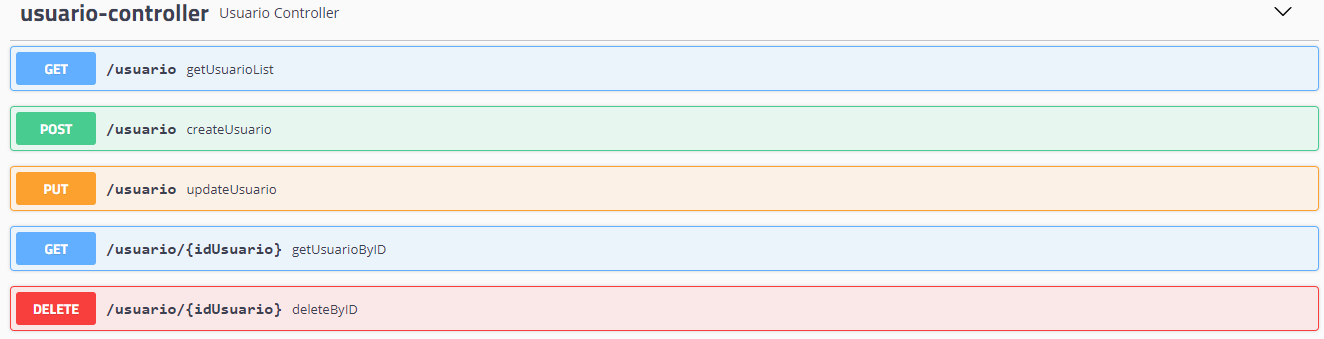 usuario-controller Usuario Controller
GET /usuario getUsuarioList
POST /usuario createUsuario
PUT /usuario updateUsuario
GET /usuario/{idUsuario} getUsuarioByID
DELETE /usuario/{idUsuario} deleteByID